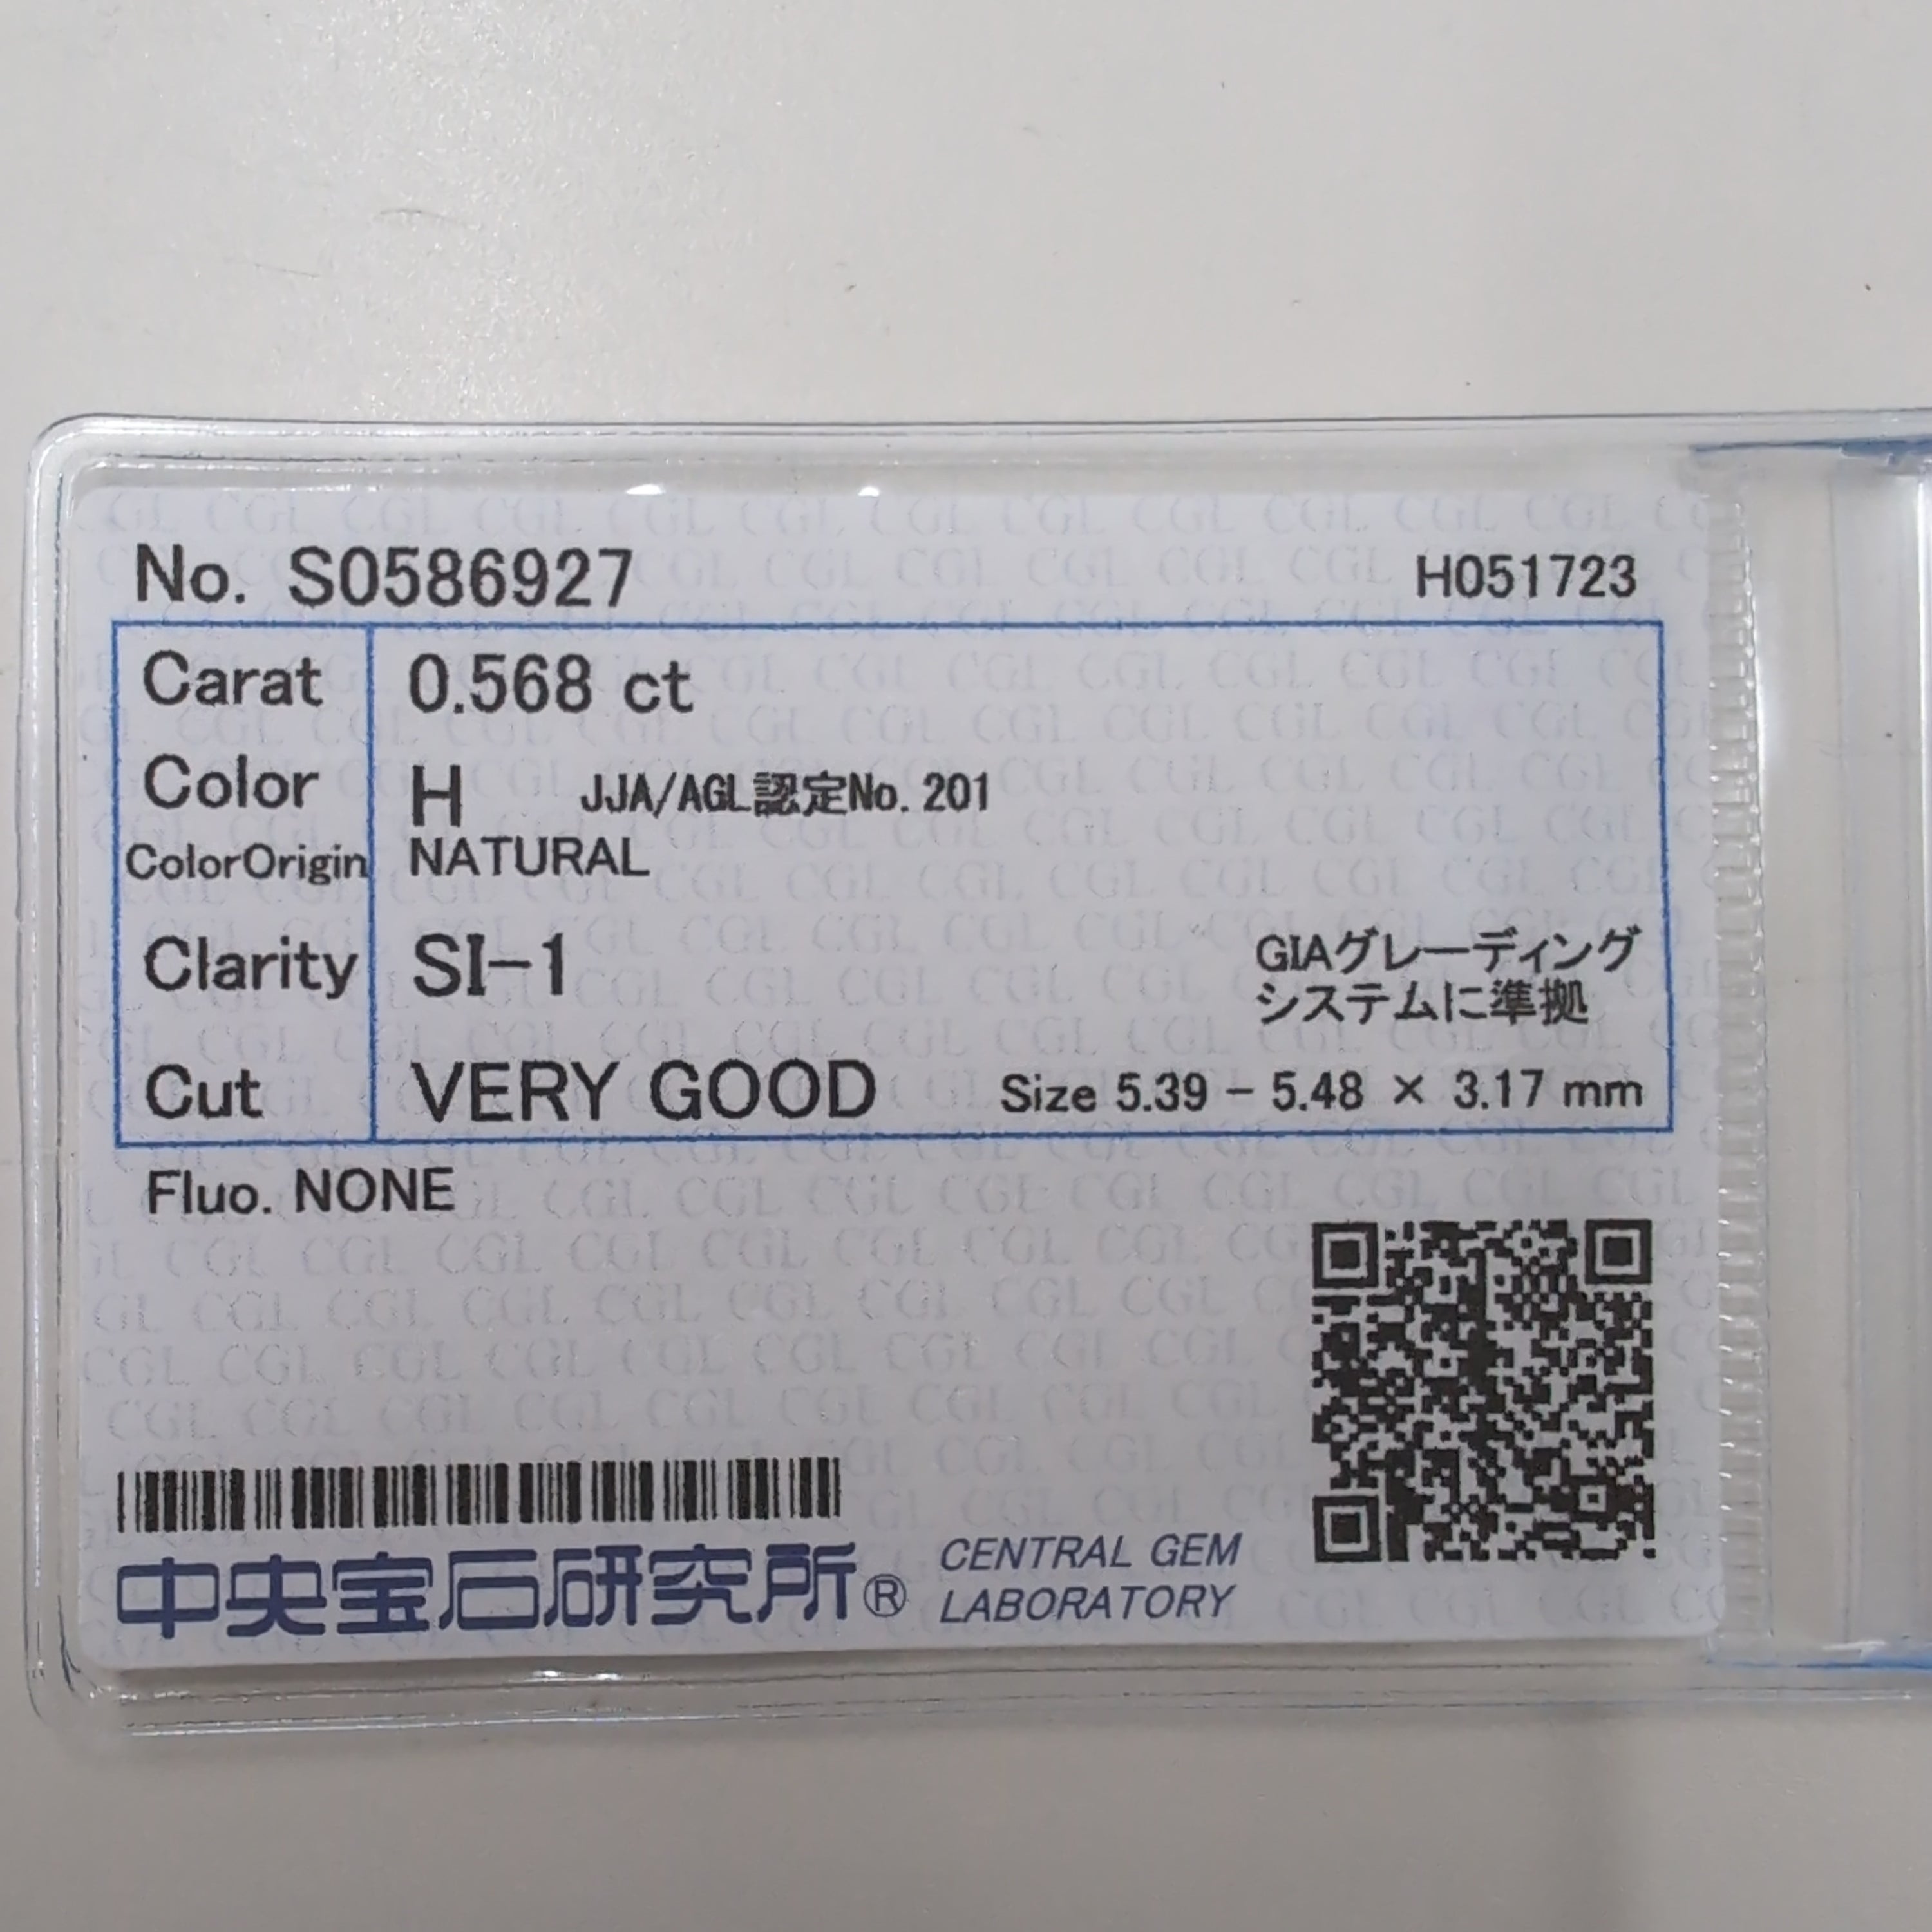 No. S0586927 H051723
Carat 0.568 ct
Color H JJA/AGL認定No. 201
ColorOrigin NATURAL
Clarity SI-1 GIAグレーディング
システムに準拠
Cut VERY GOOD Size 5.39 - 5.48 × 3.17 mm
Fluo. NONE
中央宝石研究所® CENTRAL GEM
LABORATORY